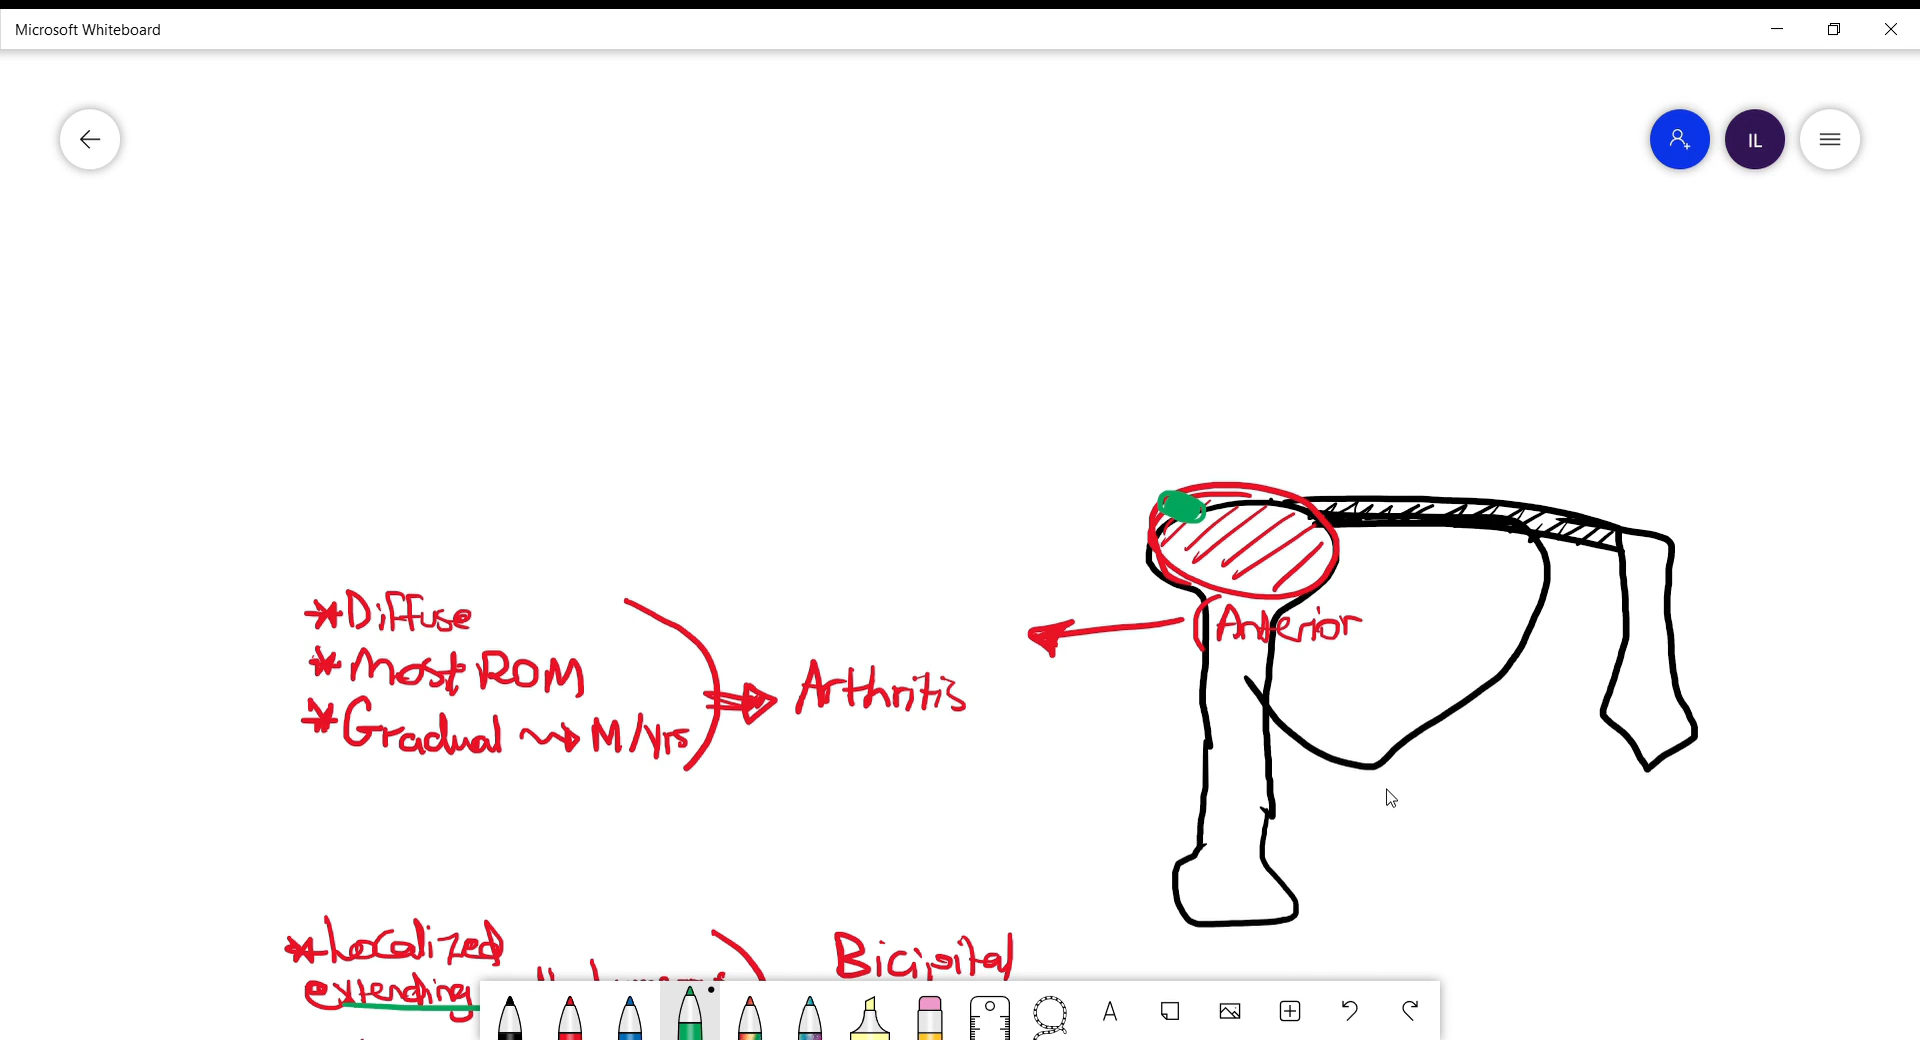 Microsoft Whiteboard
IL
*Diffuse
*Most ROM
*Gradual → M/yrs
Arthritis
Anterior
*Localized
extending
Bicipital
A